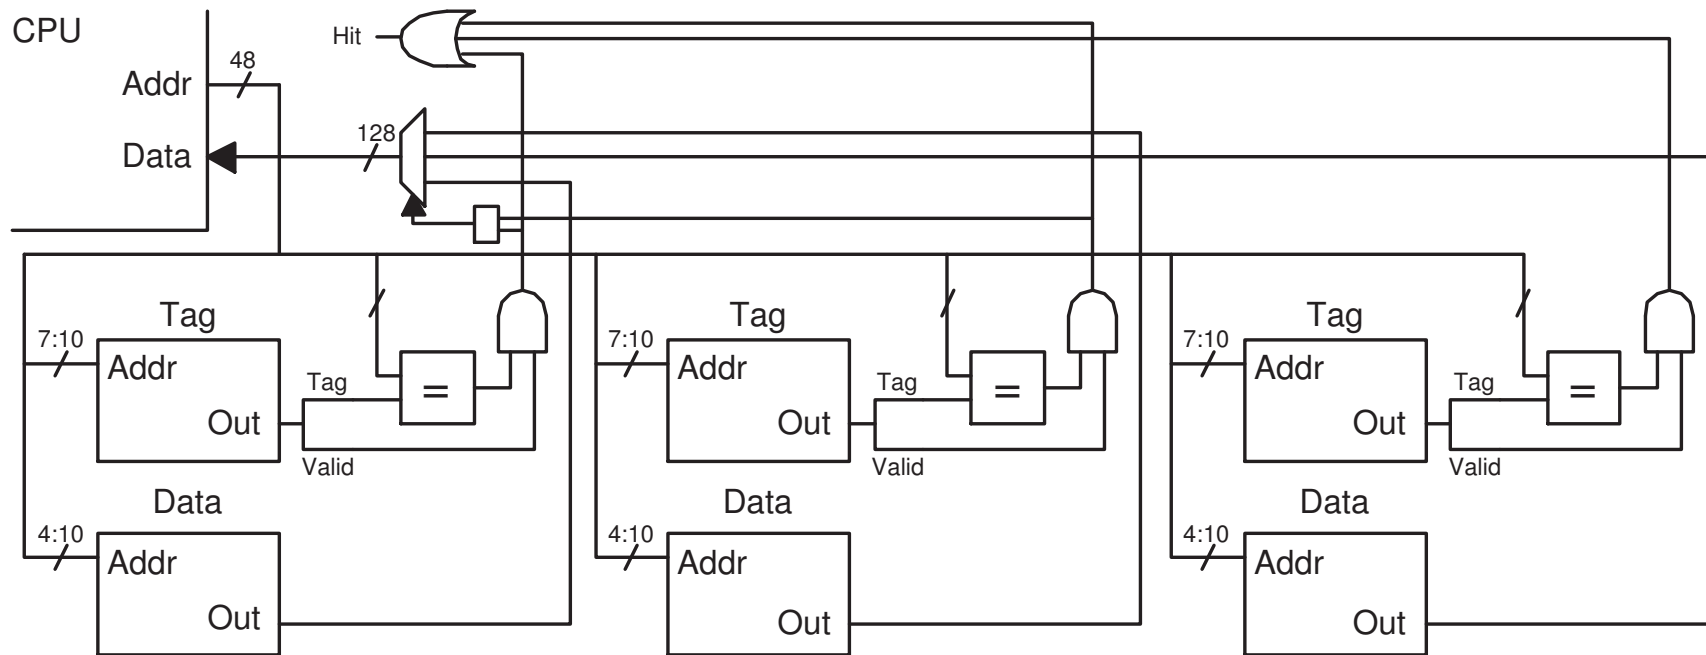 CPU
Hit
48
Addr
128
Data
Tag
Tag
Tag
7:10
7:10
7:10
Addr
Addr
Addr
Tag
Tag
Tag
=
=
=
Out
Out
Out
Valid
Valid
Valid
Data
Data
Data
4:10
4:10
4:10
Addr
Addr
Addr
Out
Out
Out